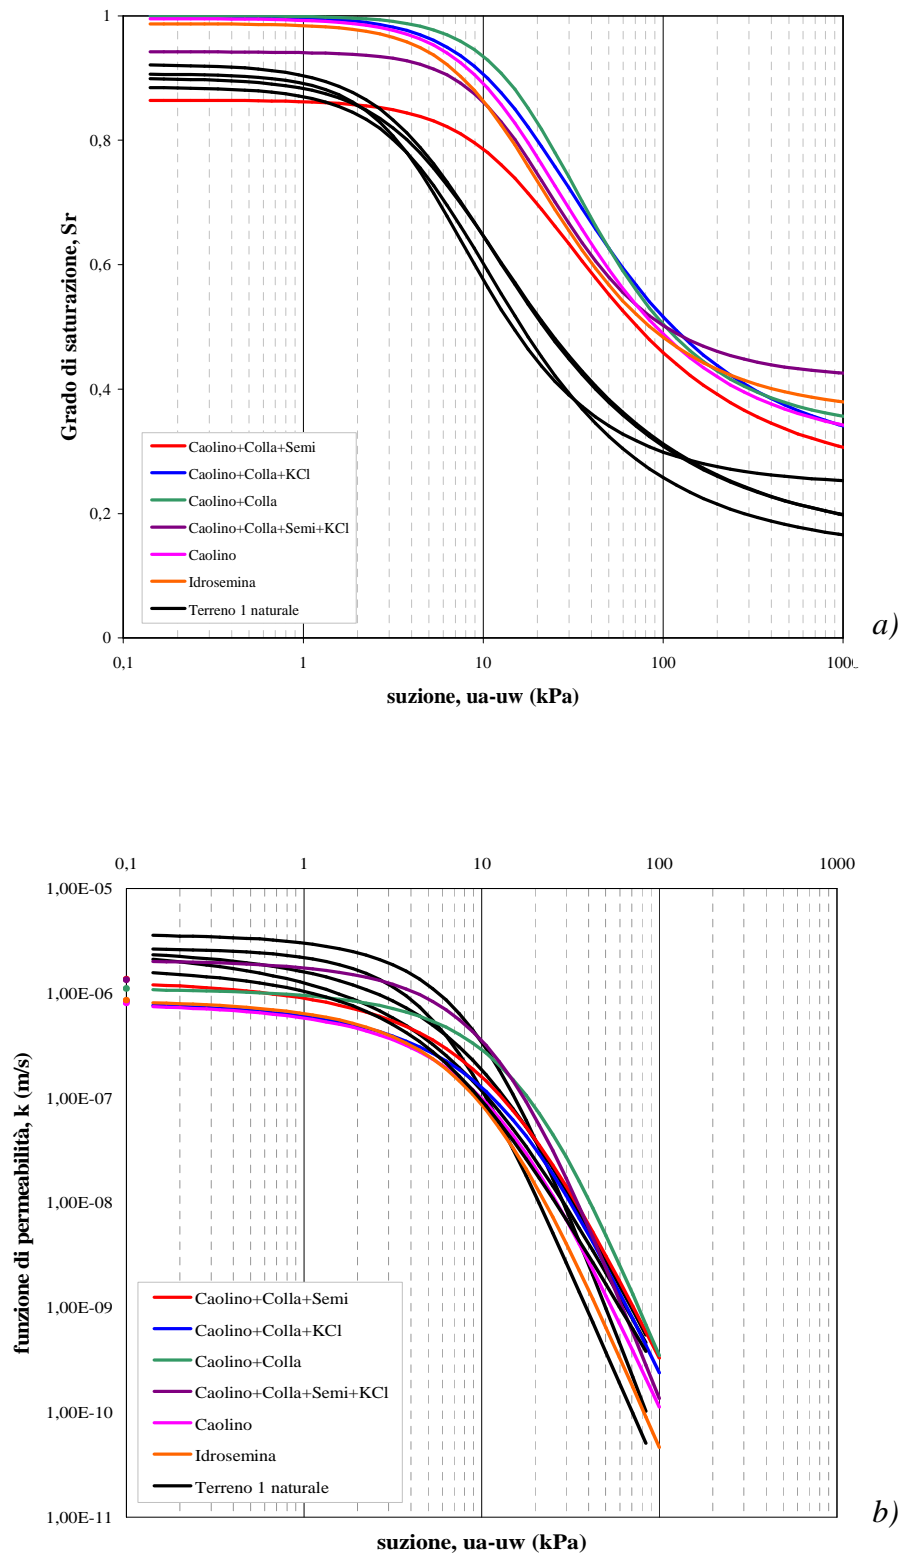 1
0,8
0,6
0,4
0,2
0
Grado di saturazione, Sr
Caolino+Colla+Semi
Caolino+Colla+KCl
Caolino+Colla
Caolino+Colla+Semi+KCl
Caolino
Idrosemina
Terreno 1 naturale
0,1 1 10 100
suzione, ua-uw (kPa)
a)
0,1 1 10 100 1000
1,00E-05
1,00E-06
1,00E-07
1,00E-08
1,00E-09
1,00E-10
1,00E-11
funzione di permeabilità, k (m/s)
Caolino+Colla+Semi
Caolino+Colla+KCl
Caolino+Colla
Caolino+Colla+Semi+KCl
Caolino
Idrosemina
Terreno 1 naturale
suzione, ua-uw (kPa)
b)